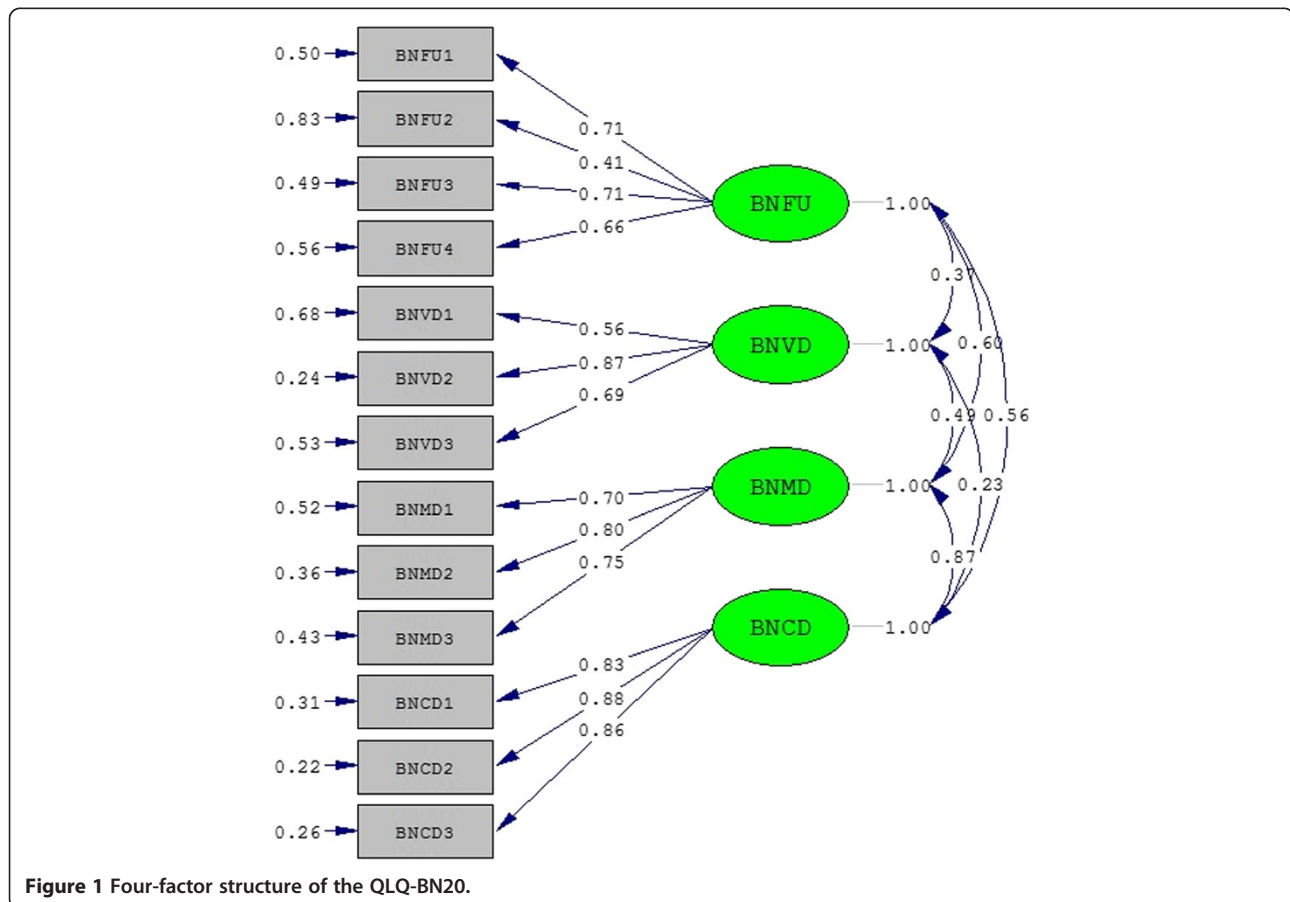 0.50 BNFU1
0.83 BNFU2
0.49 BNFU3
0.56 BNFU4
0.68 BNVD1
0.24 BNVD2
0.53 BNVD3
0.52 BNMD1
0.36 BNMD2
0.43 BNMD3
0.31 BNCD1
0.22 BNCD2
0.26 BNCD3
0.71
0.41
0.71
0.66
0.56
0.87
0.69
0.70
0.80
0.75
0.83
0.88
0.86
BNFU 1.00
BNVD 1.00
BNMD 1.00
BNCD 1.00
0.37
0.60
0.49 0.56
0.23
0.87
Figure 1 Four-factor structure of the QLQ-BN20.